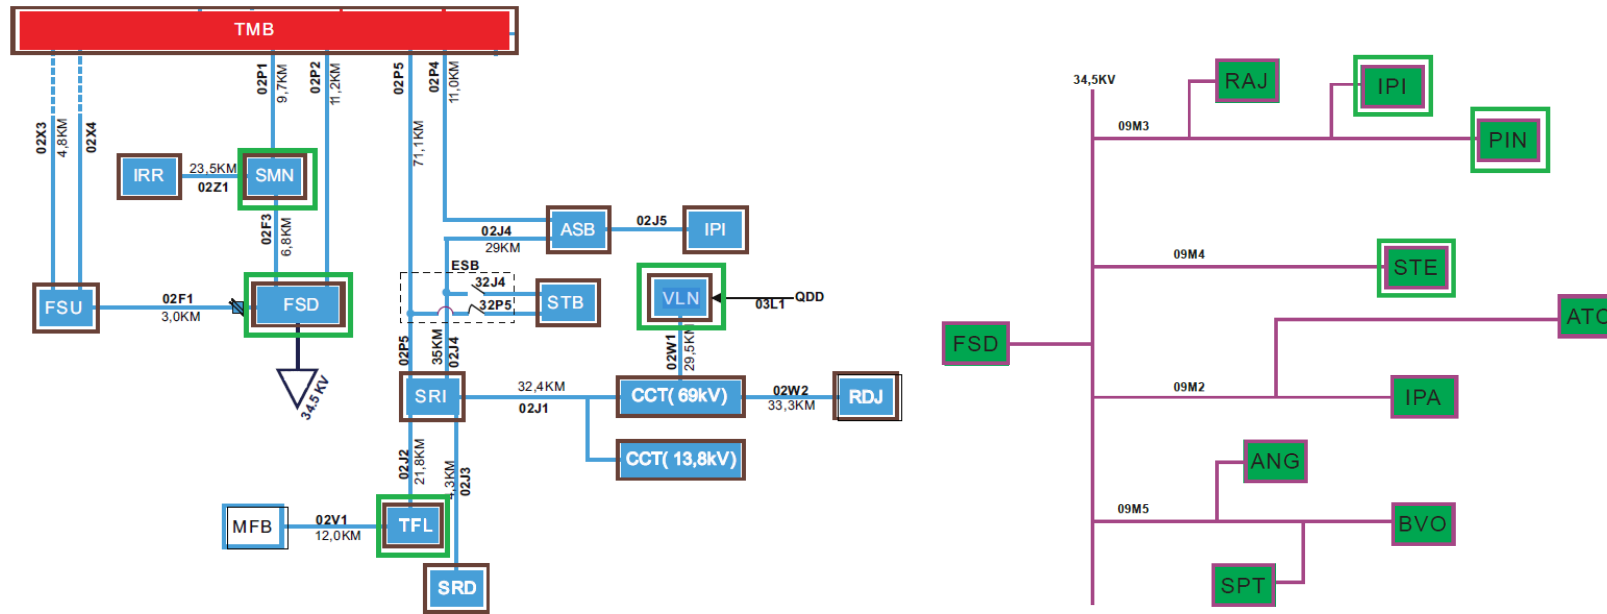 TMB
02X3
4,8KM
02X4
02P1
9,7KM
02P2
11,2KM
02P5
71,1KM
02P4
11,0KM
IRR
23,5KM
02Z1
SMN
02F3
6,8KM
FSU
02F1
3,0KM
FSD
34.5 KV
02J4
29KM
ASB
02J5
IPI
ESB
32J4
32P5
STB
VLN
03L1
QDD
02W1
29,5KM
02P5
35KM
02J4
SRI
32,4KM
02J1
CCT( 69kV)
02W2
33,3KM
RDJ
CCT( 13,8kV)
02J2
21,8KM
4,3KM
02J3
MFB
02V1
12,0KM
TFL
SRD
34,5KV
RAJ
IPI
09M3
PIN
09M4
STE
ATC
FSD
09M2
IPA
ANG
09M5
BVO
SPT